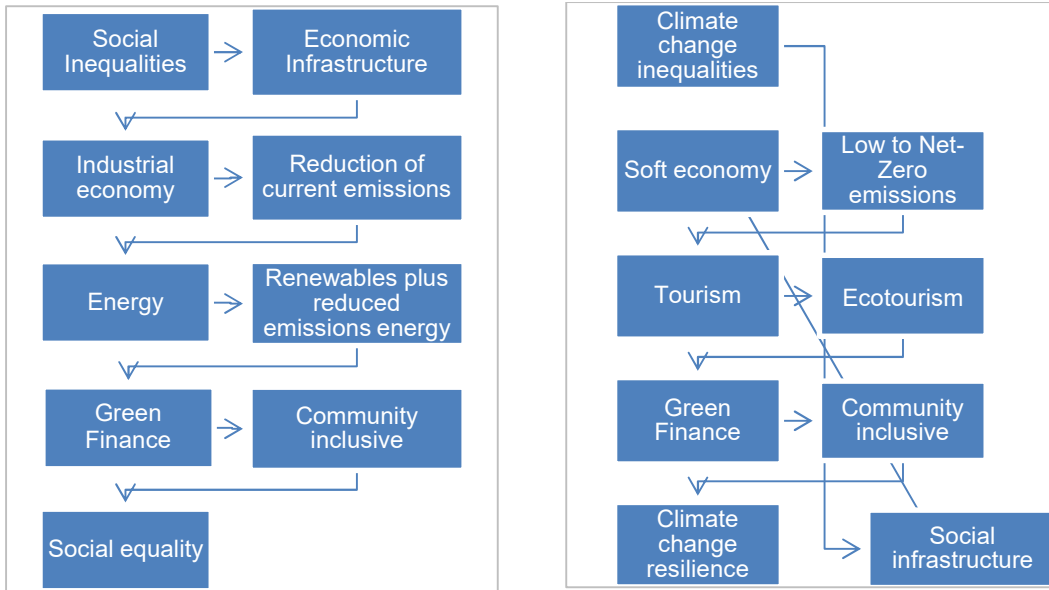 Social
Inequalities
Economic
Infrastructure
Industrial
economy
Reduction of
current emissions
Energy
Renewables plus
reduced
emissions energy
Green
Finance
Community
inclusive
Social equality
Climate
change
inequalities
Soft economy
Low to Net-
Zero
emissions
Tourism
Ecotourism
Green
Finance
Community
inclusive
Climate
change
resilience
Social
infrastructure